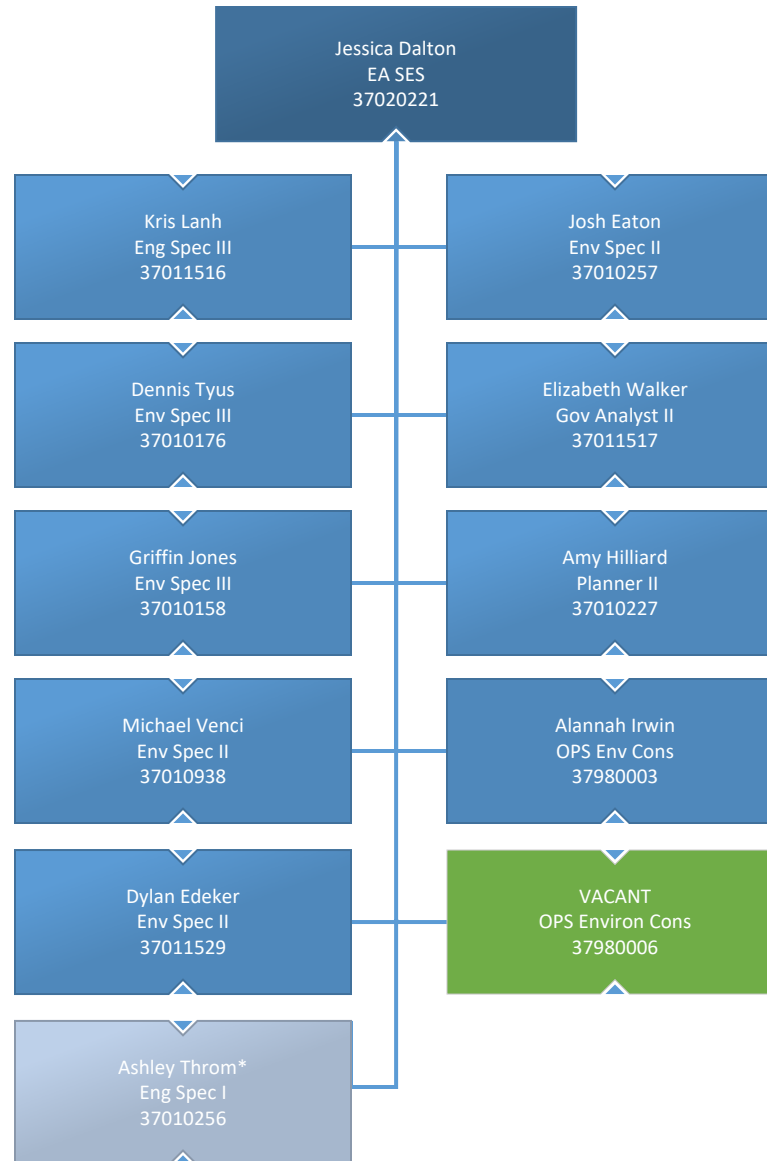 Jessica Dalton
EA SES
37020221
Kris Lanh
Eng Spec III
37011516
Josh Eaton
Env Spec II
37010257
Dennis Tyus
Env Spec III
37010176
Elizabeth Walker
Gov Analyst II
37011517
Griffin Jones
Env Spec III
37010158
Amy Hilliard
Planner II
37010227
Michael Venci
Env Spec II
37010938
Alannah Irwin
OPS Env Cons
37980003
Dylan Edeker
Env Spec II
37011529
VACANT
OPS Environ Cons
37980006
Ashley Throm*
Eng Spec I
37010256